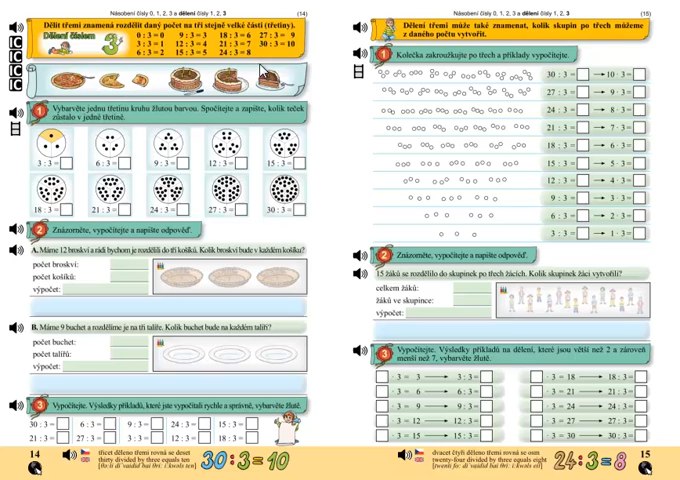 Násobení čísly 0, 1, 2, 3 a dělení čísly 1, 2, 3
(14)
Dělit třemi znamená rozdělit daný počet na tři stejně velké části (třetiny).
Dělení číslem 3
0 : 3 = 0 9 : 3 = 3 18 : 3 = 6 27 : 3 = 9
3 : 3 = 1 12 : 3 = 4 21 : 3 = 7 30 : 3 = 10
6 : 3 = 2 15 : 3 = 5 24 : 3 = 8
1 Vybarvěte jednu třetinu kruhu žlutou barvou. Spočítejte a zapište, kolik teček
zůstalo v jedné třetině.
3 : 3 = 6 : 3 = 9 : 3 = 12 : 3 = 15 : 3 =
18 : 3 = 21 : 3 = 24 : 3 = 27 : 3 = 30 : 3 =
2 Znázorněte, vypočítejte a napište odpověď.
A. Máme 12 broskví a rádi bychom je rozdělili do tří košíků. Kolik broskví bude v každém košíku?
počet broskví:
počet košíků:
výpočet:
B. Máme 9 buchet a rozdělíme je na tři talíře. Kolik buchet bude na každém talíři?
počet buchet:
počet talířů:
výpočet:
3 Vypočítejte. Výsledky příkladů, které jste vypočítali rychle a správně, vybarvěte žlutě.
30 : 3 = 6 : 3 = 9 : 3 = 24 : 3 = 15 : 3 =
21 : 3 = 27 : 3 = 3 : 3 = 12 : 3 = 18 : 3 =
14
třicet děleno třemi rovná se deset
thirty divided by three equals ten
30 : 3 = 10
Násobení čísly 0, 1, 2, 3 a dělení čísly 1, 2, 3
(15)
Dělení třemi může také znamenat, kolik skupin po třech můžeme
z daného počtu vytvořit.
1 Kolečka zakroužkujte po třech a příklady vypočítejte.
30 : 3 = 10 · 3 =
27 : 3 = 9 · 3 =
24 : 3 = 8 · 3 =
21 : 3 = 7 · 3 =
18 : 3 = 6 · 3 =
15 : 3 = 5 · 3 =
12 : 3 = 4 · 3 =
9 : 3 = 3 · 3 =
6 : 3 = 2 · 3 =
3 : 3 = 1 · 3 =
2 Znázorněte, vypočítejte a napište odpověď.
15 žáků se rozdělilo do skupinek po třech žácích. Kolik skupinek žáci vytvořili?
celkem žáků:
žáků ve skupince:
výpočet:
3 Vypočítejte. Výsledky příkladů na dělení, které jsou větší než 2 a zároveň
menší než 7, vybarvěte žlutě.
· 3 = 3 3 : 3 = · 3 = 18 18 : 3 =
· 3 = 6 6 : 3 = · 3 = 21 21 : 3 =
· 3 = 9 9 : 3 = · 3 = 24 24 : 3 =
· 3 = 12 12 : 3 = · 3 = 27 27 : 3 =
· 3 = 15 15 : 3 = · 3 = 30 30 : 3 =
dvacet čtyři děleno třemi rovná se osm
twenty-four divided by three equals eight
24 : 3 = 8
15